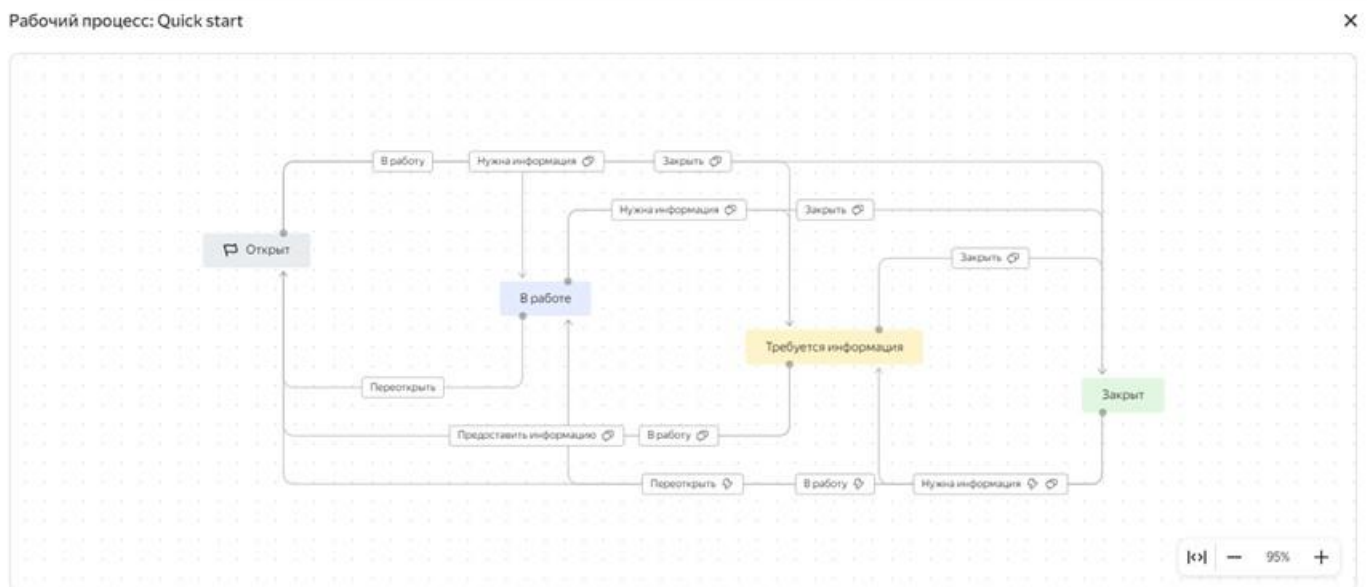 Рабочий процесс: Quick start
В работу
Нужна информация
Закрыть
Нужна информация
Закрыть
Открыт
Закрыть
В работе
Требуется информация
Переоткрыть
Закрыт
Предоставить информацию
В работу
Переоткрыть
В работу
Нужна информация
95%